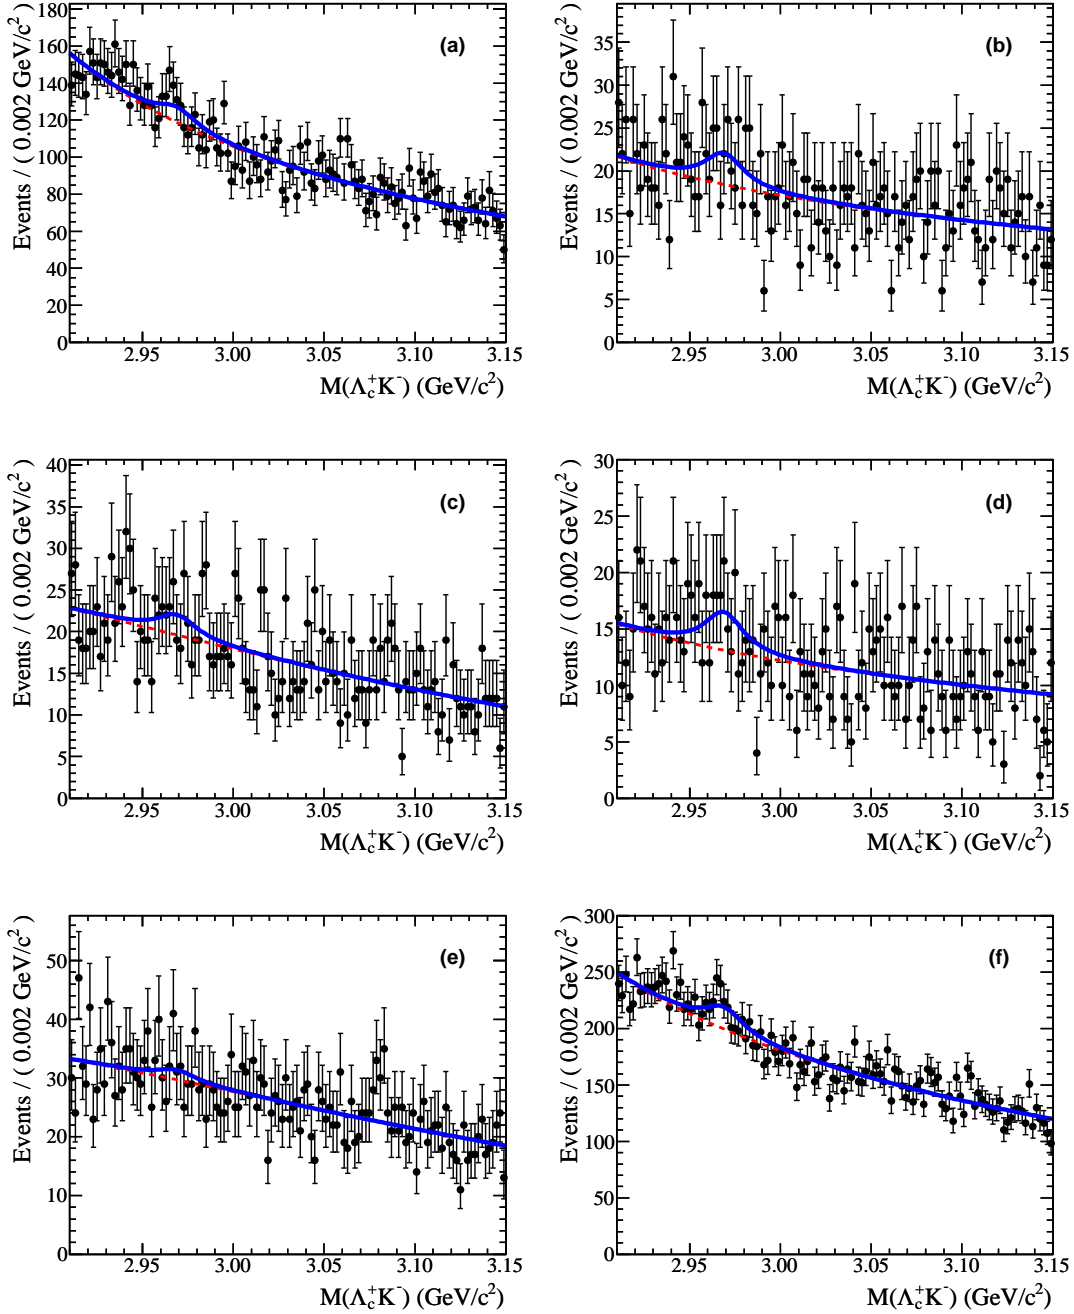 Events / ( 0.002 GeV/c²)
180
160
140
120
100
80
60
40
20
0
(a)
2.95 3.00 3.05 3.10 3.15
M(Λc+K-) (GeV/c²)
Events / ( 0.002 GeV/c²)
35
30
25
20
15
10
5
0
(b)
2.95 3.00 3.05 3.10 3.15
M(Λc+K-) (GeV/c²)
Events / ( 0.002 GeV/c²)
40
35
30
25
20
15
10
5
0
(c)
2.95 3.00 3.05 3.10 3.15
M(Λc+K-) (GeV/c²)
Events / ( 0.002 GeV/c²)
30
25
20
15
10
5
0
(d)
2.95 3.00 3.05 3.10 3.15
M(Λc+K-) (GeV/c²)
Events / ( 0.002 GeV/c²)
50
40
30
20
10
0
(e)
2.95 3.00 3.05 3.10 3.15
M(Λc+K-) (GeV/c²)
Events / ( 0.002 GeV/c²)
300
250
200
150
100
50
0
(f)
2.95 3.00 3.05 3.10 3.15
M(Λc+K-) (GeV/c²)